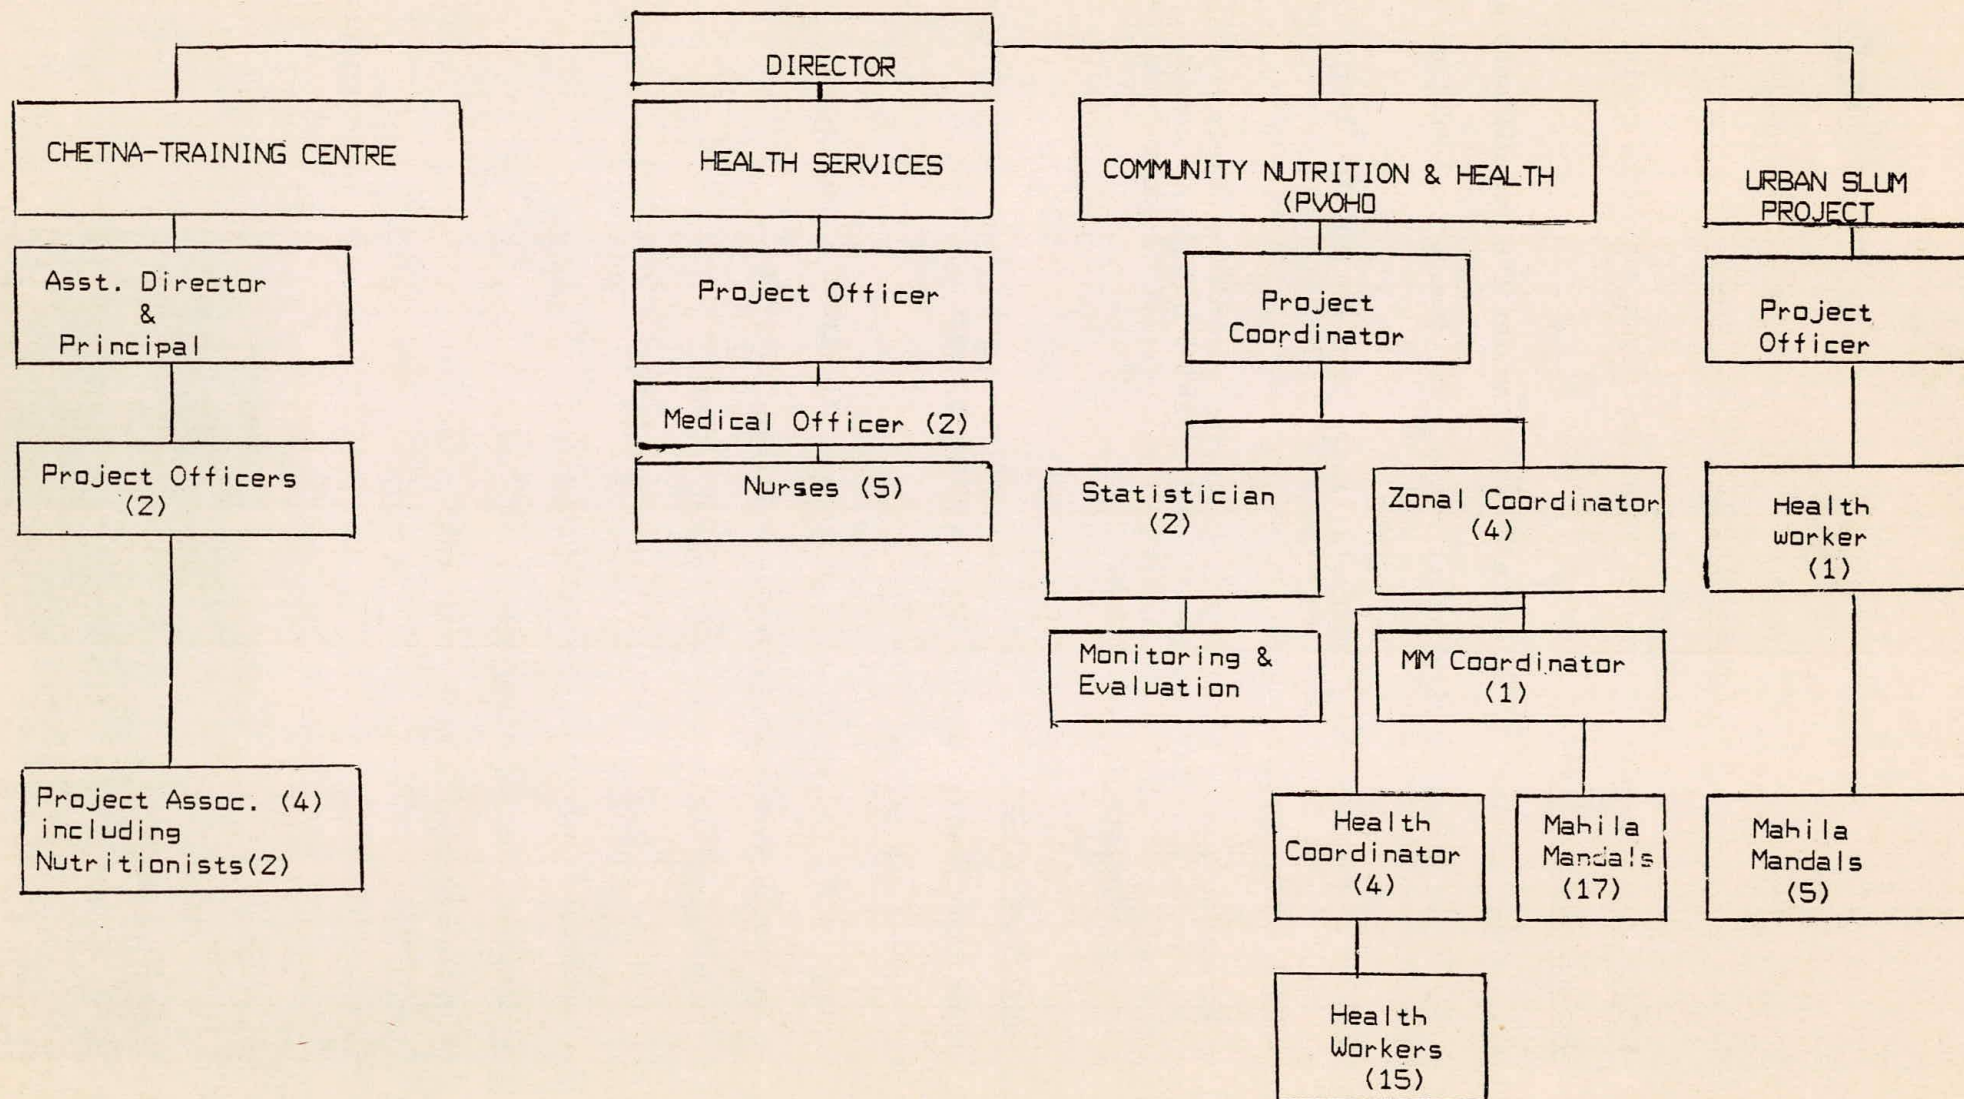 DIRECTOR
CHETNA-TRAINING CENTRE
Asst. Director
&
Principal
Project Officers
(2)
Project Assoc. (4)
including
Nutritionists(2)
HEALTH SERVICES
Project Officer
Medical Officer (2)
Nurses (5)
COMMUNITY NUTRITION & HEALTH
(PVOHO
Project
Coordinator
Statistician
(2)
Monitoring &
Evaluation
Zonal Coordinator
(4)
MM Coordinator
(1)
Health
Coordinator
(4)
Mahila
Mandals
(17)
Health
Workers
(15)
URBAN SLUM
PROJECT
Project
Officer
Health
worker
(1)
Mahila
Mandals
(5)